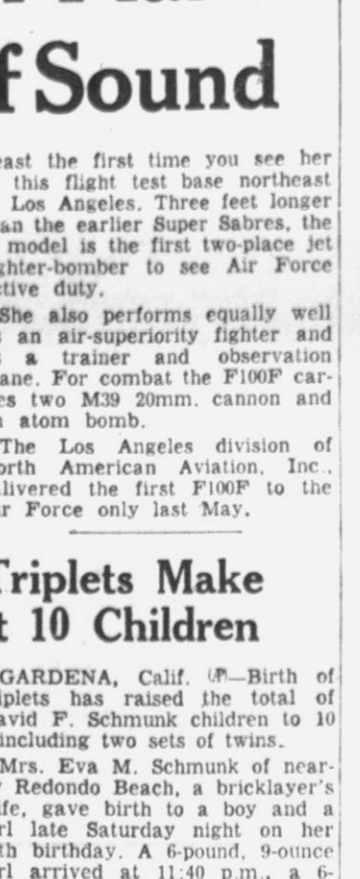 f Sound
east the first time you see her
this flight test base northeast
Los Angeles. Three feet longer
an the earlier Super Sabres, the
model is the first two-place jet
ghter-bomber to see Air Force
tive duty.
She also performs equally well
s an air-superiority fighter and
s a trainer and observation
ane. For combat the F100F car-
es two M39 20mm. cannon and
n atom bomb.
The Los Angeles division of
orth American Aviation, Inc.,
livered the first F100F to the
ir Force only last May.
Triplets Make
t 10 Children
GARDENA, Calif. (AP)—Birth of
iplets has raised the total of
avid F. Schmunk children to 10
including two sets of twins.
Mrs. Eva M. Schmunk of near-
y Redondo Beach, a bricklayer's
ife, gave birth to a boy and a
rl late Saturday night on her
th birthday. A 6-pound, 9-ounce
rl arrived at 11:40 p.m., a 6-